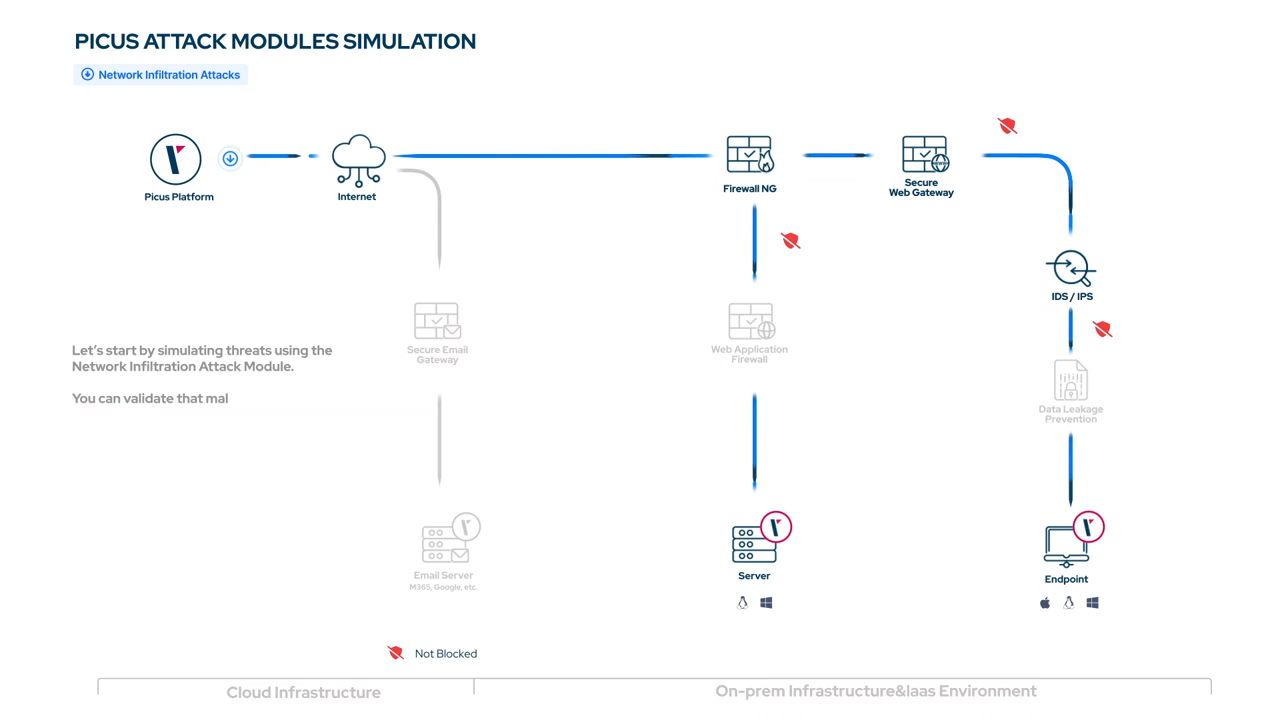 PICUS ATTACK MODULES SIMULATION
Network Infiltration Attacks
Picus Platform
Internet
Firewall NG
Secure
Web Gateway
IDS / IPS
Secure Email
Gateway
Web Application
Firewall
Let's start by simulating threats using the
Network Infiltration Attack Module.
You can validate that mal
Data Leakage
Prevention
Email Server
M365, Google, etc.
Server
Endpoint
Not Blocked
Cloud Infrastructure
On-prem Infrastructure&Iaas Environment